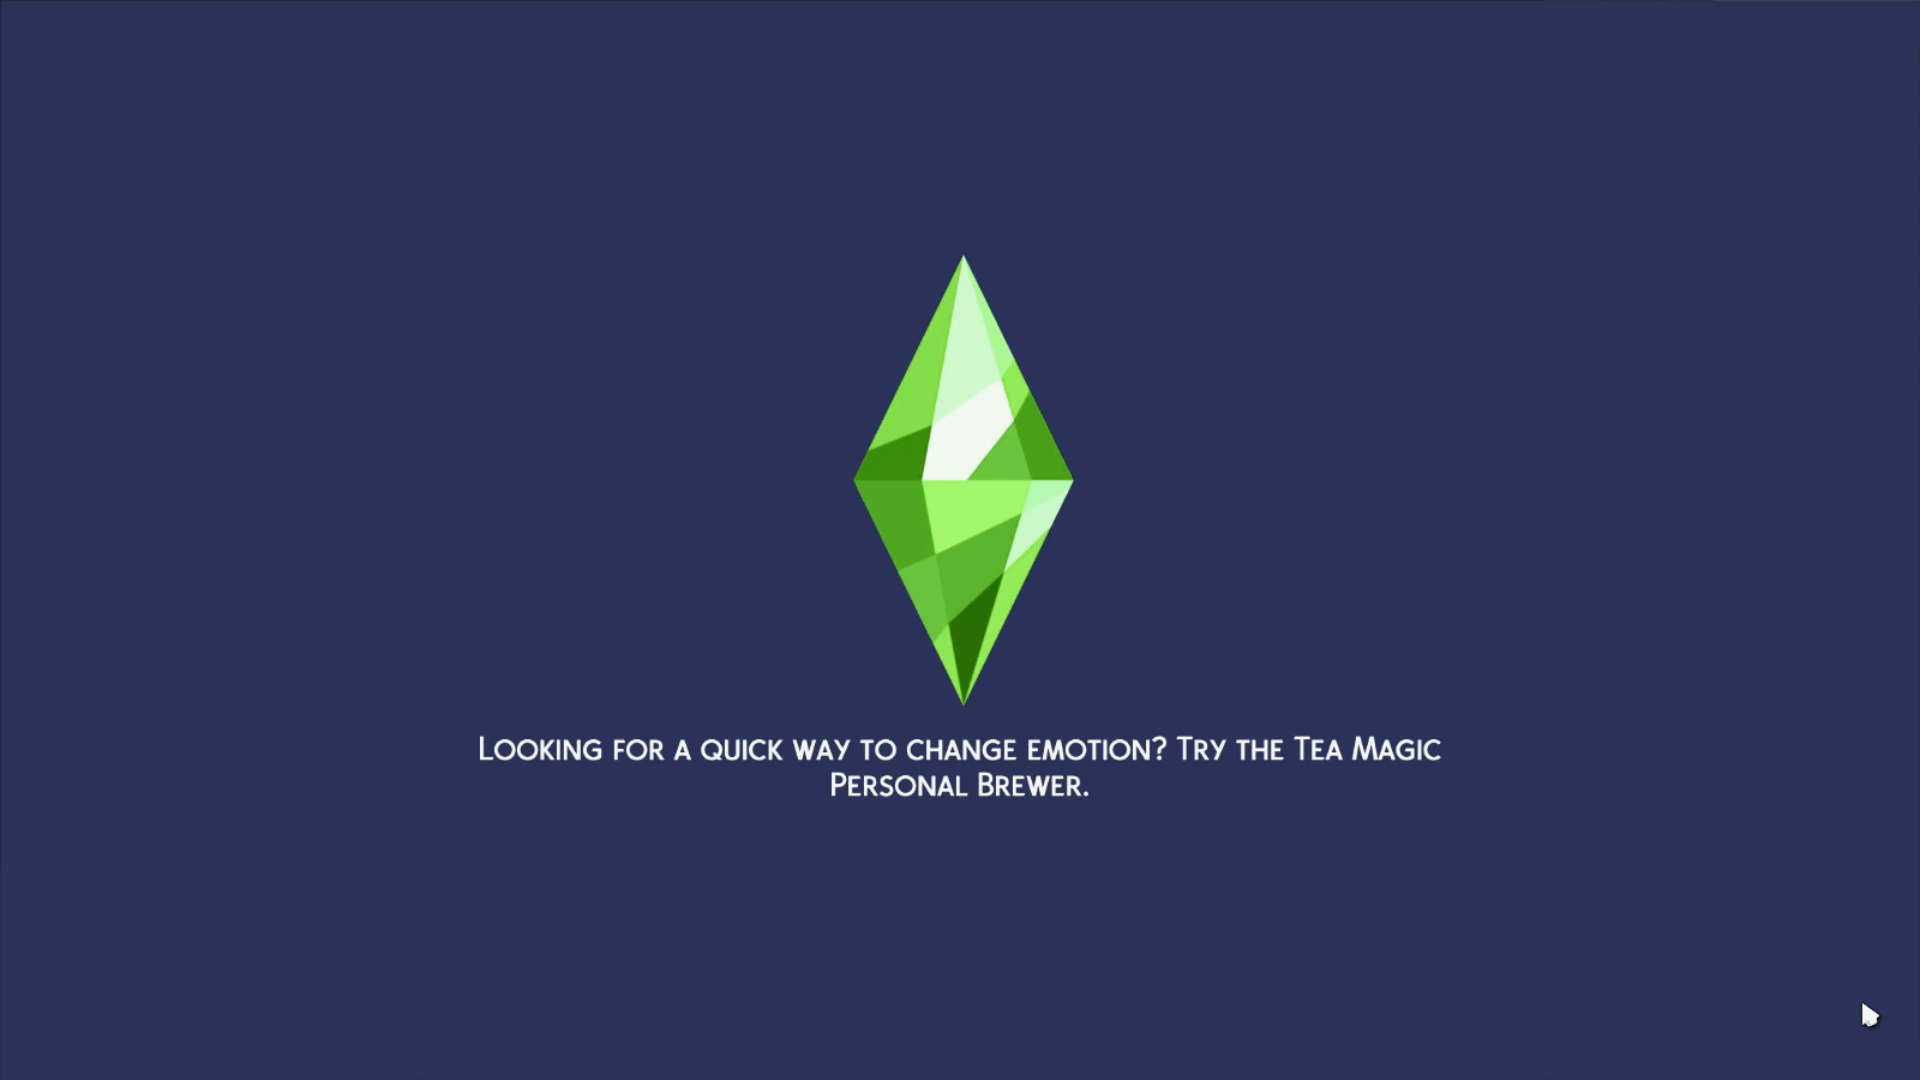 Looking for a quick way to change emotion? Try the Tea Magic
Personal Brewer.